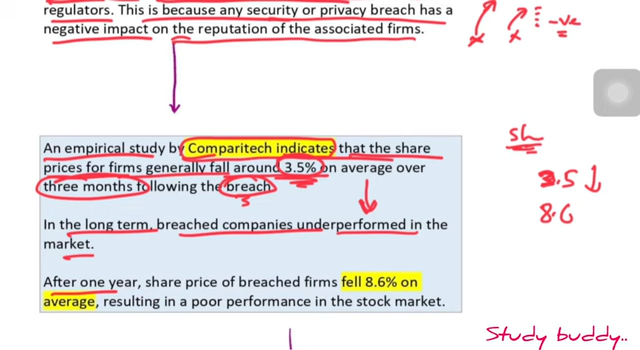 regulators. This is because any security or privacy breach has a
negative impact on the reputation of the associated firms.
-ve
An empirical study by Comparitech indicates that the share
prices for firms generally fall around 3.5% on average over
three months following the breach.
sh
3.5 ↓
8.6
In the long term, breached companies underperformed in the
market.
After one year, share price of breached firms fell 8.6% on
average, resulting in a poor performance in the stock market.
Study buddy..